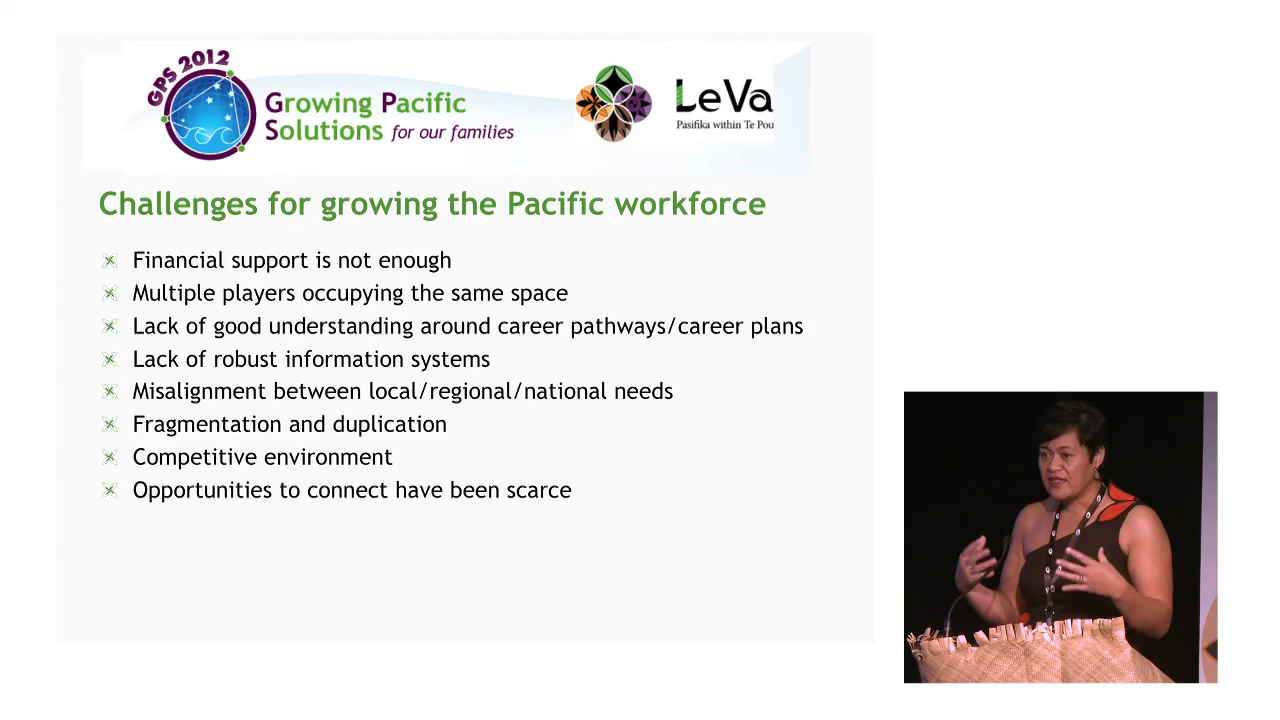 GPS 2012
Growing Pacific
Solutions for our families
LeVa
Pasifika within Te Pou
Challenges for growing the Pacific workforce
Financial support is not enough
Multiple players occupying the same space
Lack of good understanding around career pathways/career plans
Lack of robust information systems
Misalignment between local/regional/national needs
Fragmentation and duplication
Competitive environment
Opportunities to connect have been scarce